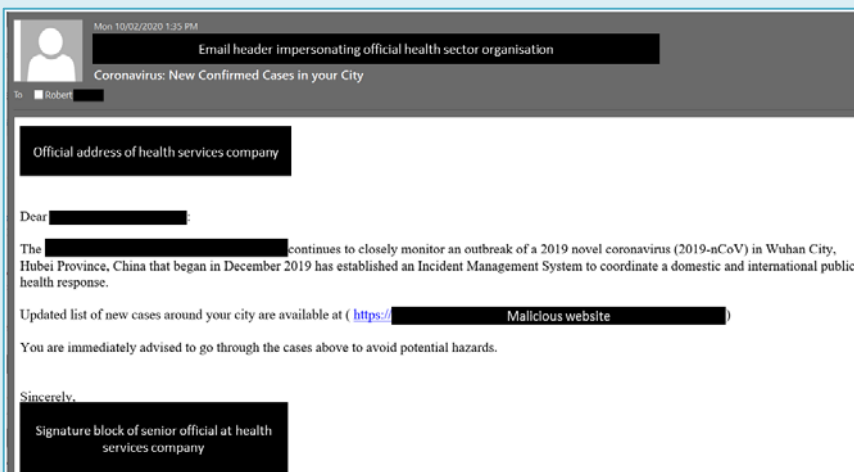 Mon 10/02/2020 1:35 PM
Email header impersonating official health sector organisation
Coronavirus: New Confirmed Cases in your City
To Robert
Official address of health services company
Dear :
The continues to closely monitor an outbreak of a 2019 novel coronavirus (2019-nCoV) in Wuhan City,
Hubei Province, China that began in December 2019 has established an Incident Management System to coordinate a domestic and international public
health response.
Updated list of new cases around your city are available at ( https:// Malicious website )
You are immediately advised to go through the cases above to avoid potential hazards.
Sincerely,
Signature block of senior official at health
services company